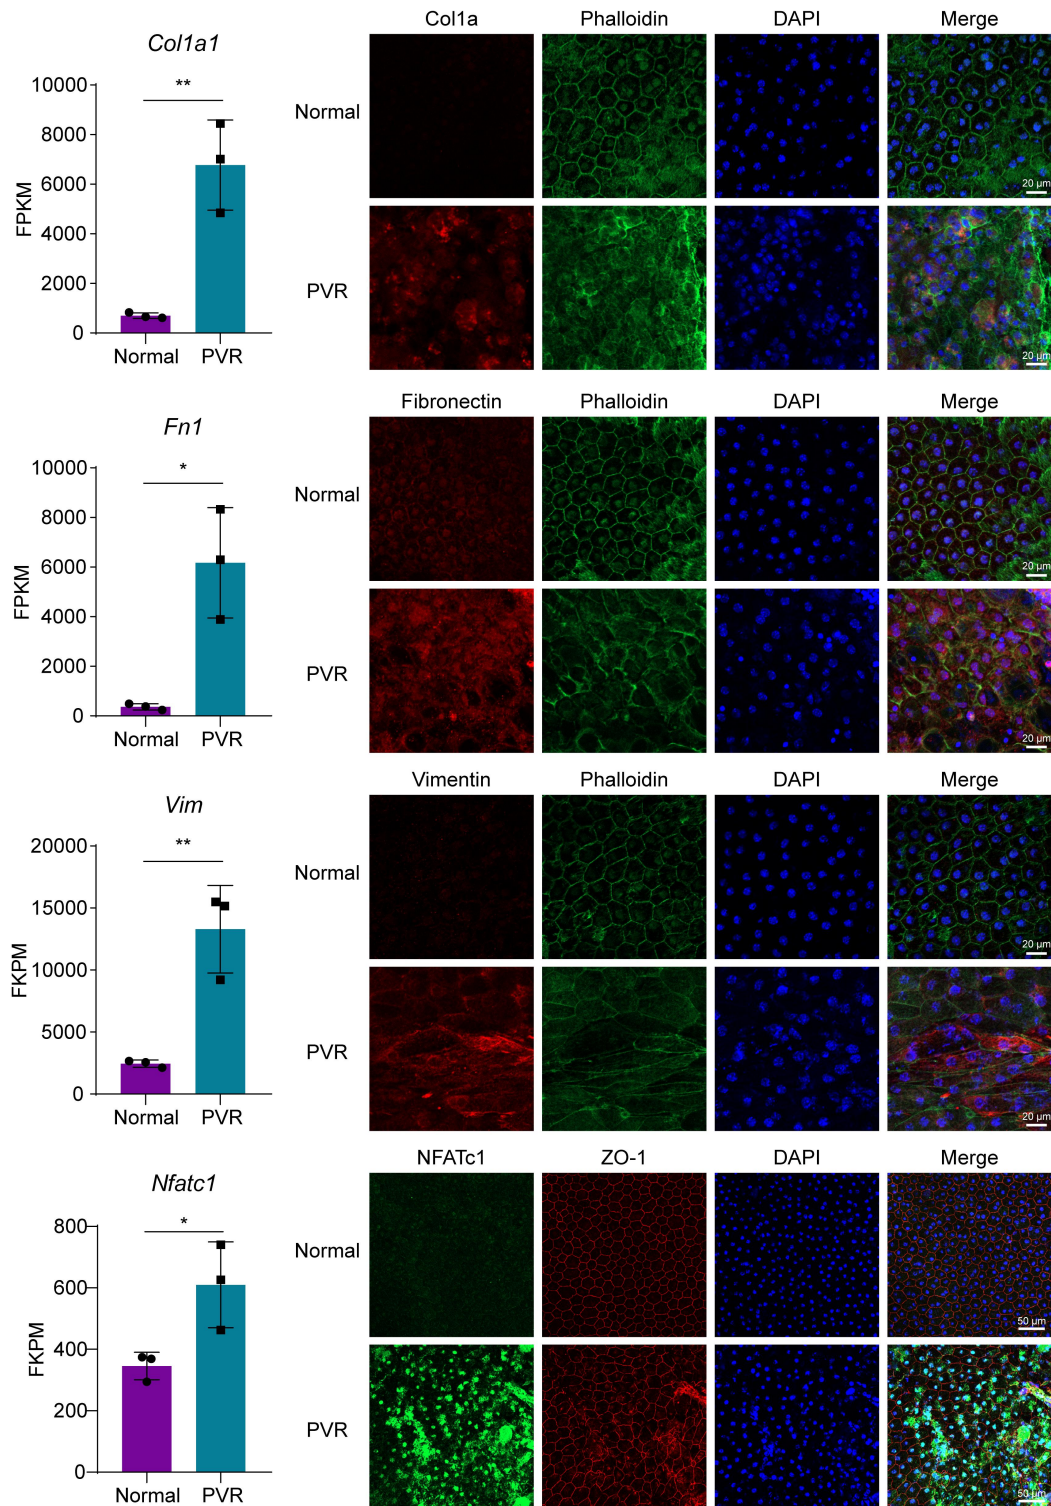 Col1a1
**
10000
8000
6000
4000
2000
0
FPKM
Normal PVR
Col1a Phalloidin DAPI Merge
Normal
20 µm
PVR
20 µm
Fn1
*
10000
8000
6000
4000
2000
0
FPKM
Normal PVR
Fibronectin Phalloidin DAPI Merge
Normal
20 µm
PVR
20 µm
Vim
**
20000
15000
10000
5000
0
FKPM
Normal PVR
Vimentin Phalloidin DAPI Merge
Normal
20 µm
PVR
20 µm
Nfatc1
*
800
600
400
200
0
FKPM
Normal PVR
NFATc1 ZO-1 DAPI Merge
Normal
50 µm
PVR
50 µm